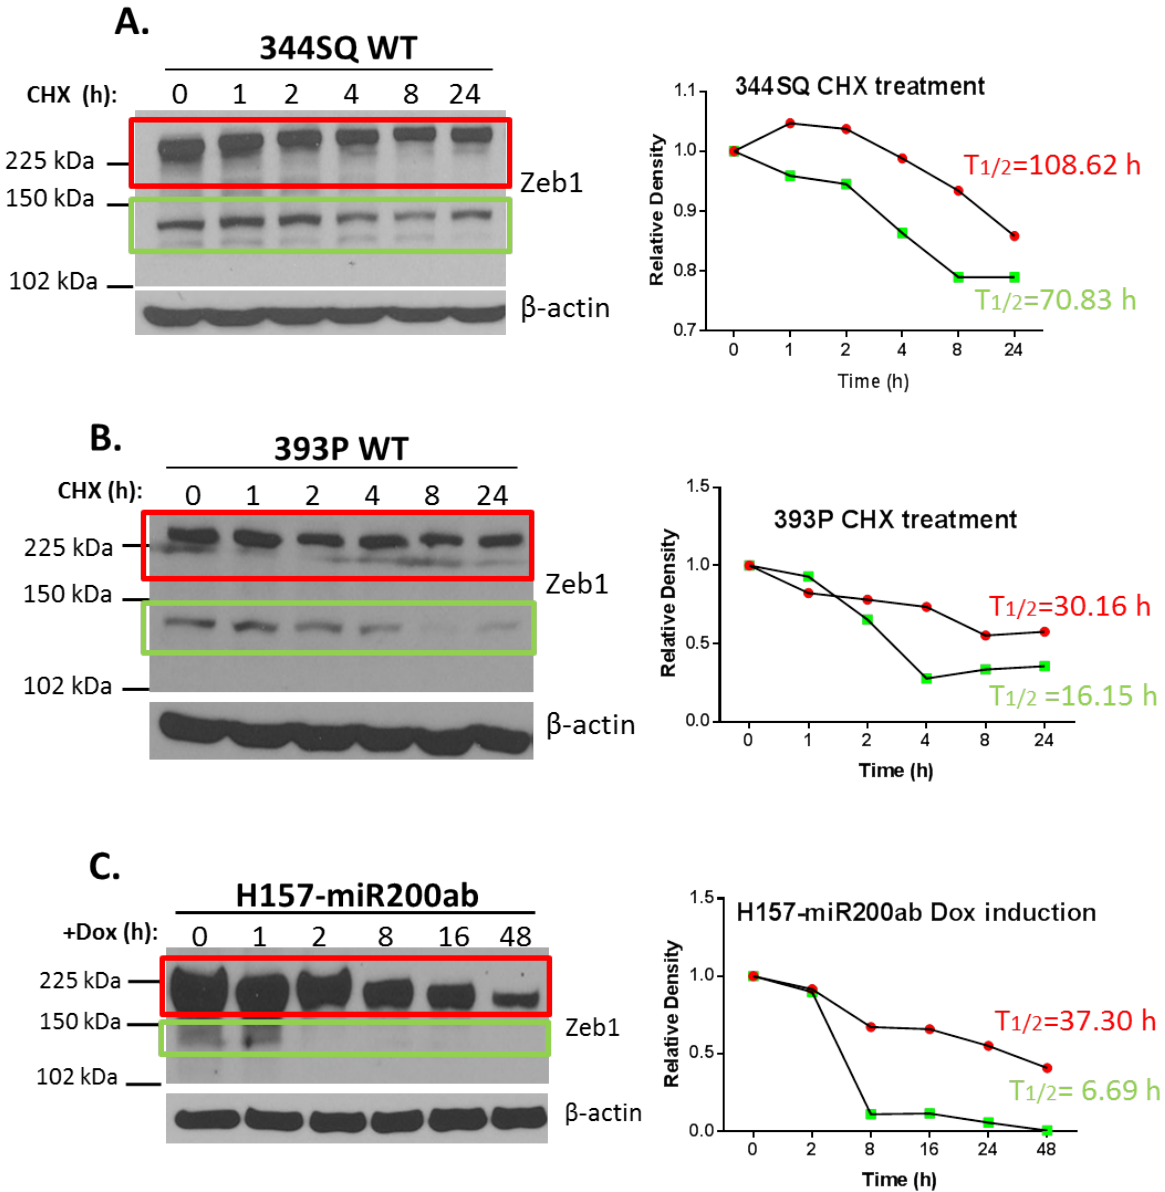 A.
344SQ WT
CHX (h): 0 1 2 4 8 24
225 kDa
150 kDa
102 kDa
Zeb1
β-actin
344SQ CHX treatment
Relative Density
1.1
1.0
0.9
0.8
0.7
T1/2=108.62 h
T1/2=70.83 h
0 1 2 4 8 24
Time (h)
B.
393P WT
CHX (h): 0 1 2 4 8 24
225 kDa
150 kDa
102 kDa
Zeb1
β-actin
393P CHX treatment
Relative Density
1.5
1.0
0.5
0.0
T1/2=30.16 h
T1/2 =16.15 h
0 1 2 4 8 24
Time (h)
C.
H157-miR200ab
+Dox (h): 0 1 2 8 16 48
225 kDa
150 kDa
102 kDa
Zeb1
β-actin
H157-miR200ab Dox induction
Relative Density
1.5
1.0
0.5
0.0
T1/2=37.30 h
T1/2= 6.69 h
0 2 8 16 24 48
Time (h)